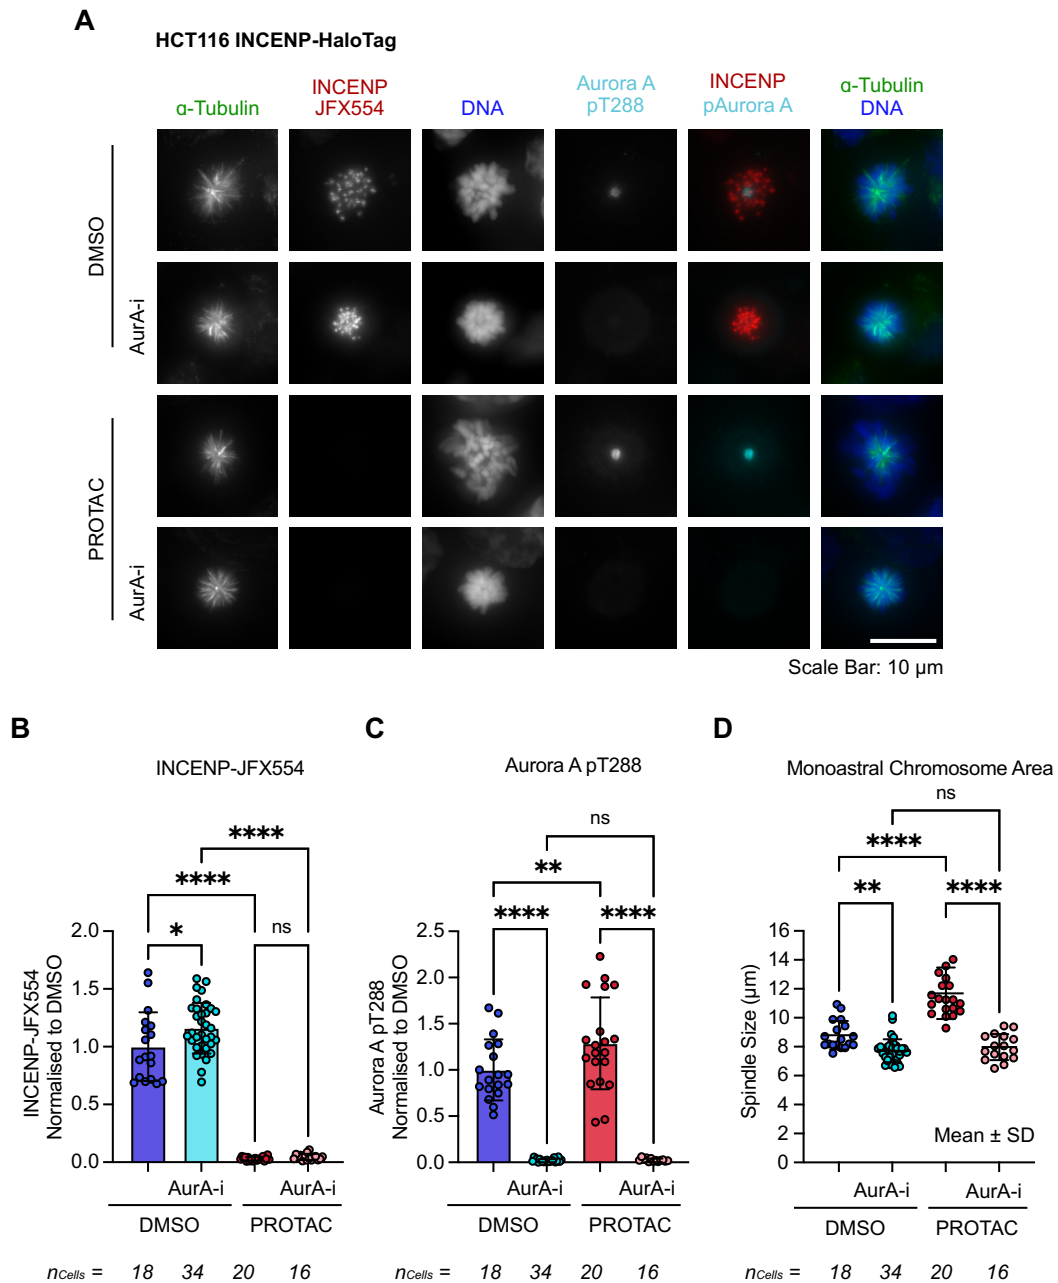 A
HCT116 INCENP-HaloTag
α-Tubulin
INCENP
JFX554
DNA
Aurora A
pT288
INCENP
pAurora A
α-Tubulin
DNA
DMSO
AurA-i
PROTAC
AurA-i
Scale Bar: 10 µm
B
INCENP-JFX554
****
****
ns
*
INCENP-JFX554
Normalised to DMSO
2.0
1.5
1.0
0.5
0.0
AurA-i
AurA-i
DMSO
PROTAC
nCells = 18 34 20 16
C
Aurora A pT288
ns
**
****
****
Aurora A pT288
Normalised to DMSO
2.5
2.0
1.5
1.0
0.5
0.0
AurA-i
AurA-i
DMSO
PROTAC
nCells = 18 34 20 16
D
Monoastral Chromosome Area
ns
****
**
****
Spindle Size (µm)
16
14
12
10
8
6
4
2
0
Mean ± SD
AurA-i
AurA-i
DMSO
PROTAC
nCells = 18 34 20 16